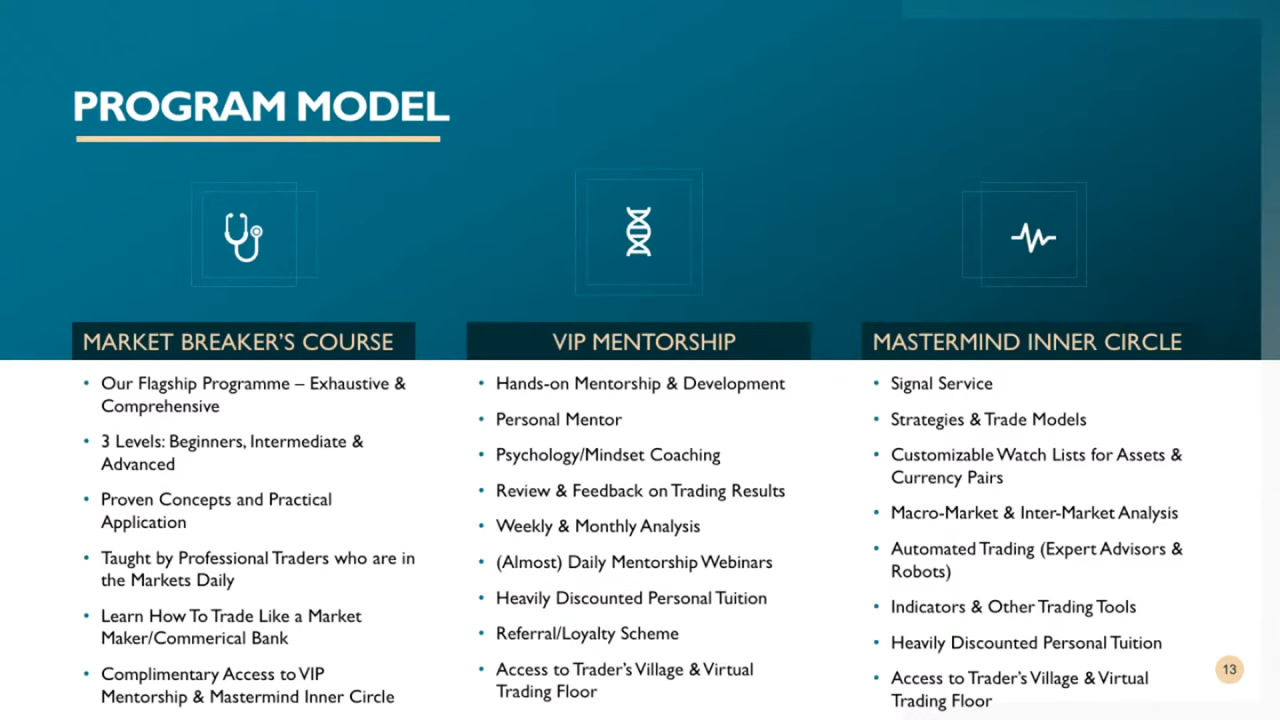 PROGRAM MODEL
MARKET BREAKER'S COURSE
• Our Flagship Programme – Exhaustive &
Comprehensive
• 3 Levels: Beginners, Intermediate &
Advanced
• Proven Concepts and Practical
Application
• Taught by Professional Traders who are in
the Markets Daily
• Learn How To Trade Like a Market
Maker/Commerical Bank
• Complimentary Access to VIP
Mentorship & Mastermind Inner Circle
VIP MENTORSHIP
• Hands-on Mentorship & Development
• Personal Mentor
• Psychology/Mindset Coaching
• Review & Feedback on Trading Results
• Weekly & Monthly Analysis
• (Almost) Daily Mentorship Webinars
• Heavily Discounted Personal Tuition
• Referral/Loyalty Scheme
• Access to Trader's Village & Virtual
Trading Floor
MASTERMIND INNER CIRCLE
• Signal Service
• Strategies & Trade Models
• Customizable Watch Lists for Assets &
Currency Pairs
• Macro-Market & Inter-Market Analysis
• Automated Trading (Expert Advisors &
Robots)
• Indicators & Other Trading Tools
• Heavily Discounted Personal Tuition
• Access to Trader's Village & Virtual
Trading Floor
13